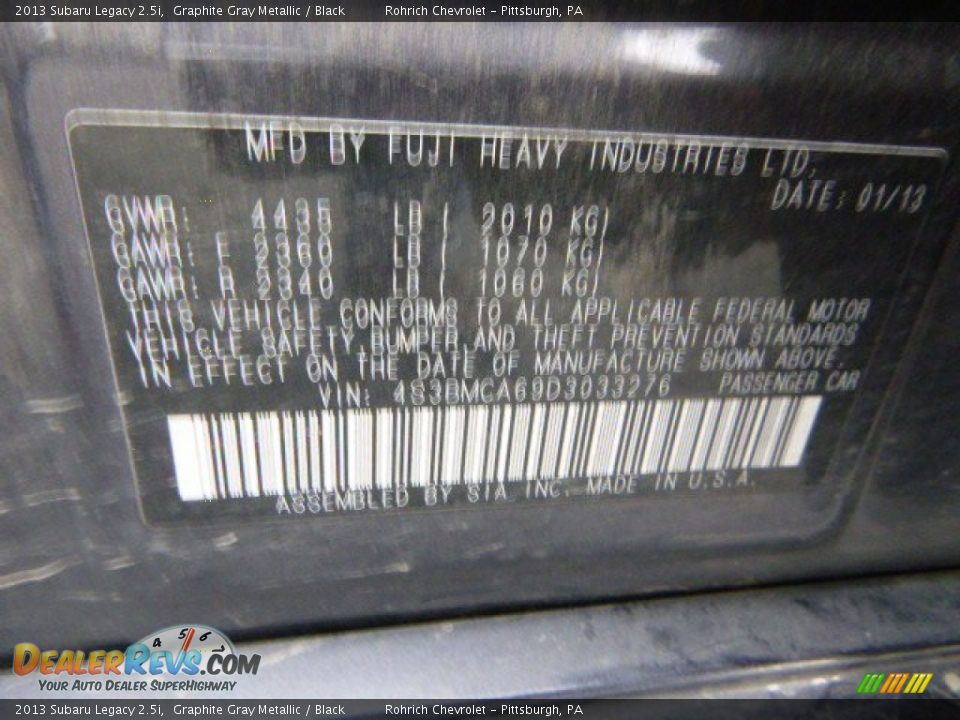 2013 Subaru Legacy 2.5i, Graphite Gray Metallic / Black Rohrich Chevrolet - Pittsburgh, PA
MFD BY FUJI HEAVY INDUSTRIES LTD.
DATE: 01/13
GVWR: 4435 LB ( 2010 KG)
GAWR: F 2360 LB ( 1070 KG)
GAWR: R 2340 LB ( 1060 KG)
THIS VEHICLE CONFORMS TO ALL APPLICABLE FEDERAL MOTOR
VEHICLE SAFETY, BUMPER, AND THEFT PREVENTION STANDARDS
IN EFFECT ON THE DATE OF MANUFACTURE SHOWN ABOVE.
VIN: 4S3BMCA69D3033276 PASSENGER CAR
ASSEMBLED BY SIA INC. MADE IN U.S.A.
4 5 6
DEALERREVS.COM
YOUR AUTO DEALER SUPERHIGHWAY
2013 Subaru Legacy 2.5i, Graphite Gray Metallic / Black Rohrich Chevrolet - Pittsburgh, PA